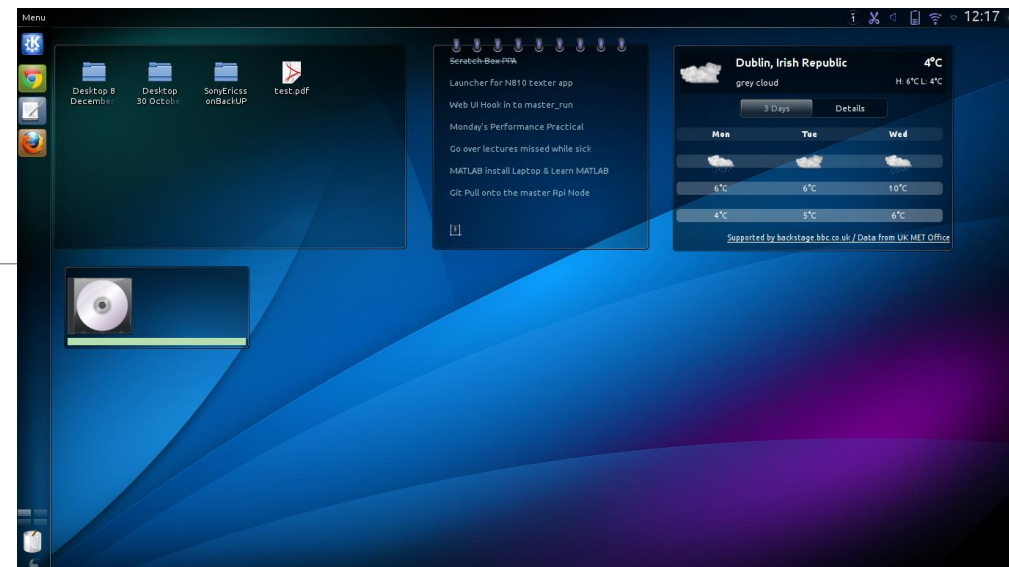 Menu
12:17
Desktop 8
December
Desktop
30 Octobe
SonyEricss
onBackUP
test.pdf
Scratch Box PPA
Launcher for N810 texter app
Web UI Hook in to master_run
Monday's Performance Practical
Go over lectures missed while sick
MATLAB install Laptop & Learn MATLAB
Git Pull onto the master Rpi Node
Dublin, Irish Republic 4°C
grey cloud H: 6°C L: 4°C
3 Days Details
Mon Tue Wed
6°C 6°C 10°C
4°C 5°C 6°C
Supported by backstage.bbc.co.uk / Data from UK MET Office